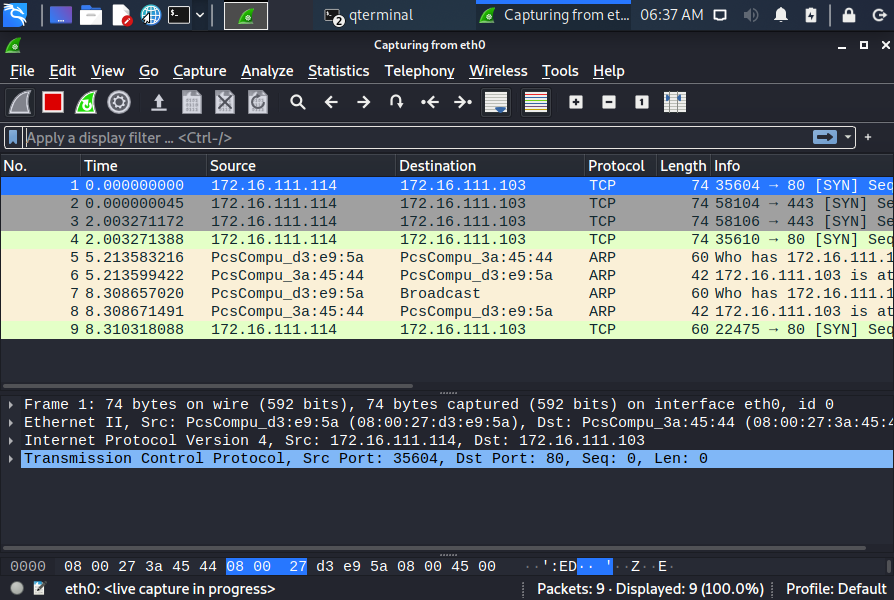 2 qterminal Capturing from et... 06:37 AM
Capturing from eth0
File Edit View Go Capture Analyze Statistics Telephony Wireless Tools Help
Apply a display filter ... <Ctrl-/> +
No. Time Source Destination Protocol Length Info
1 0.000000000 172.16.111.114 172.16.111.103 TCP 74 35604 → 80 [SYN] Seq
2 0.000000045 172.16.111.114 172.16.111.103 TCP 74 58104 → 443 [SYN] Se
3 2.003271172 172.16.111.114 172.16.111.103 TCP 74 58106 → 443 [SYN] Se
4 2.003271388 172.16.111.114 172.16.111.103 TCP 74 35610 → 80 [SYN] Seq
5 5.213583216 PcsCompu_d3:e9:5a PcsCompu_3a:45:44 ARP 60 Who has 172.16.111.1
6 5.213599422 PcsCompu_3a:45:44 PcsCompu_d3:e9:5a ARP 42 172.16.111.103 is at
7 8.308657020 PcsCompu_d3:e9:5a Broadcast ARP 60 Who has 172.16.111.1
8 8.308671491 PcsCompu_3a:45:44 PcsCompu_d3:e9:5a ARP 42 172.16.111.103 is at
9 8.310318088 172.16.111.114 172.16.111.103 TCP 60 22475 → 80 [SYN] Seq
Frame 1: 74 bytes on wire (592 bits), 74 bytes captured (592 bits) on interface eth0, id 0
Ethernet II, Src: PcsCompu_d3:e9:5a (08:00:27:d3:e9:5a), Dst: PcsCompu_3a:45:44 (08:00:27:3a:45:4
Internet Protocol Version 4, Src: 172.16.111.114, Dst: 172.16.111.103
Transmission Control Protocol, Src Port: 35604, Dst Port: 80, Seq: 0, Len: 0
0000 08 00 27 3a 45 44 08 00 27 d3 e9 5a 08 00 45 00 ··':ED·· '··Z··E·
eth0: <live capture in progress> Packets: 9 · Displayed: 9 (100.0%) Profile: Default